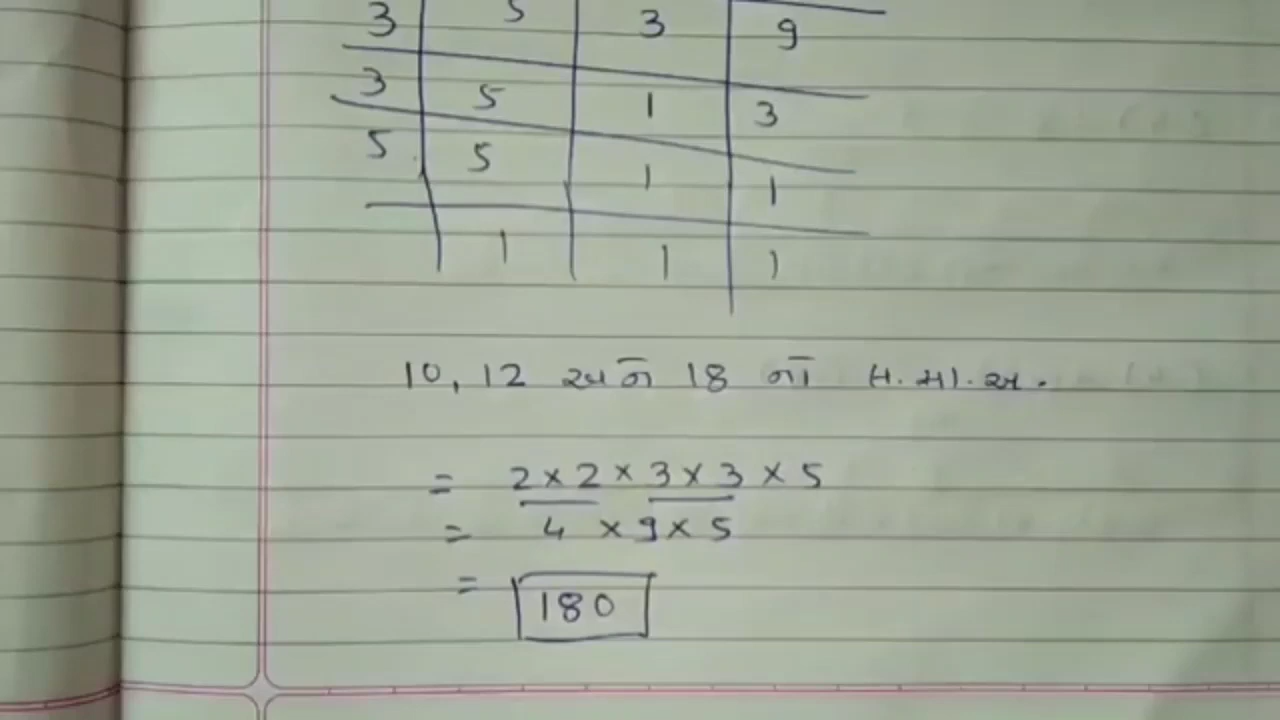 3 5 3 9
3 5 1 3
5 5 1 1
1 1 1
10, 12 અને 18 નો લ.સા.અ.
= 2 × 2 × 3 × 3 × 5
= 4 × 9 × 5
= 180